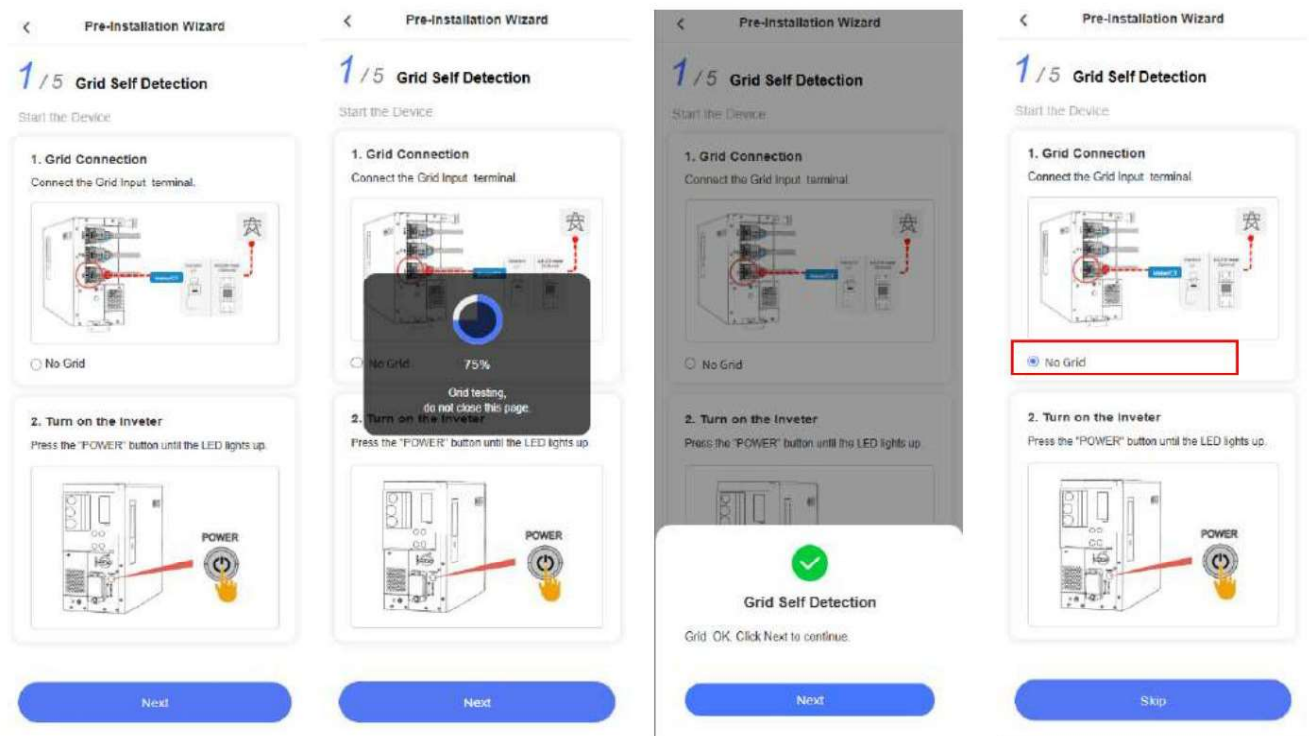 Pre-Installation Wizard
1/5 Grid Self Detection
Start the Device
1. Grid Connection
Connect the Grid Input terminal.
No Grid
2. Turn on the Inveter
Press the "POWER" button until the LED lights up.
POWER
Next
Pre-Installation Wizard
1/5 Grid Self Detection
Start the Device
1. Grid Connection
Connect the Grid Input terminal.
No Grid
75%
Grid testing,
do not close this page.
2. Turn on the Inveter
Press the "POWER" button until the LED lights up.
POWER
Next
Pre-Installation Wizard
1/5 Grid Self Detection
Start the Device
1. Grid Connection
Connect the Grid Input terminal.
No Grid
2. Turn on the Inveter
Press the "POWER" button until the LED lights up.
Grid Self Detection
Grid OK. Click Next to continue.
Next
Pre-Installation Wizard
1/5 Grid Self Detection
Start the Device
1. Grid Connection
Connect the Grid Input terminal.
No Grid
2. Turn on the Inveter
Press the "POWER" button until the LED lights up.
POWER
Skip